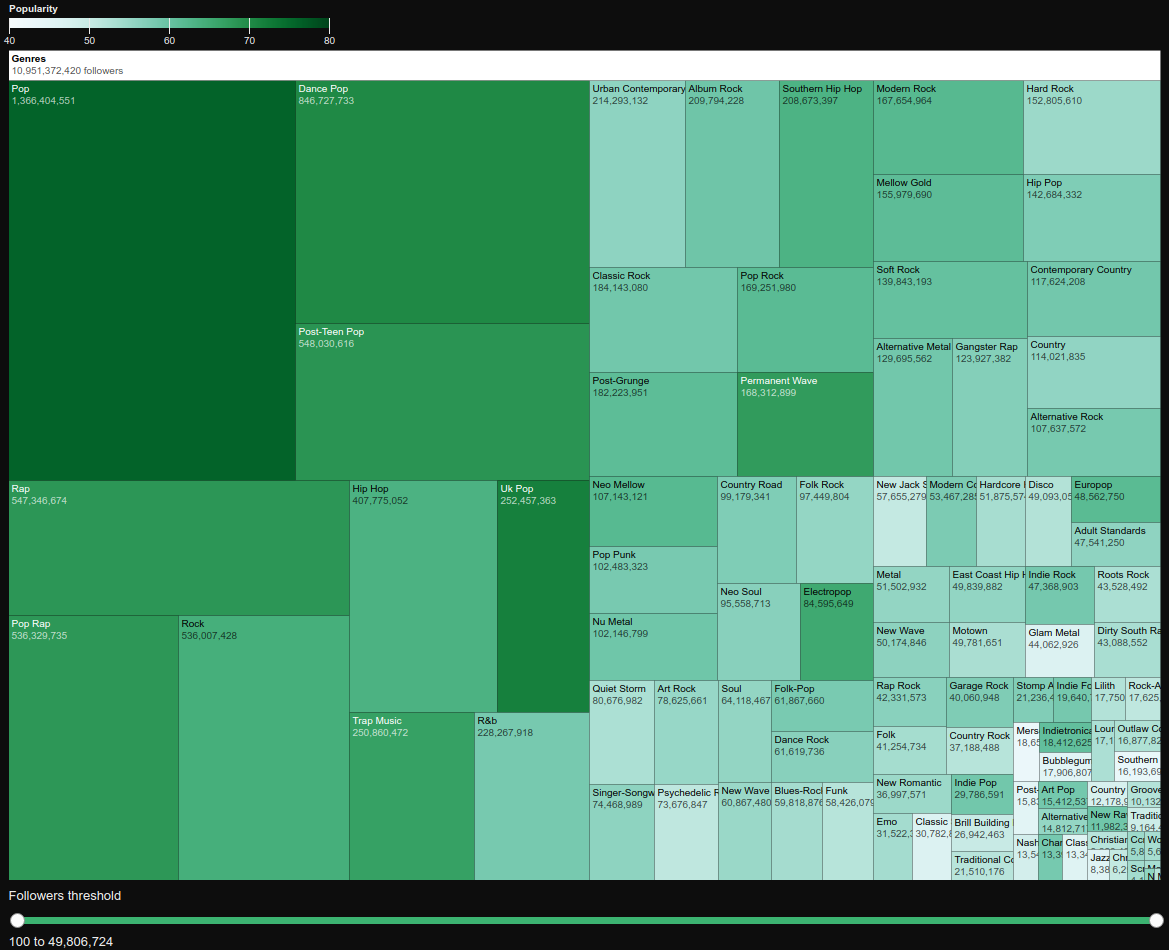 Popularity
40 50 60 70 80
Genres
10,951,372,420 followers
Pop
1,366,404,551
Dance Pop
846,727,733
Post-Teen Pop
548,030,616
Rap
547,346,674
Pop Rap
536,329,735
Rock
536,007,428
Hip Hop
407,775,052
Uk Pop
252,457,363
Trap Music
250,860,472
R&b
228,267,918
Urban Contemporary
214,293,132
Album Rock
209,794,228
Southern Hip Hop
208,673,397
Classic Rock
184,143,080
Pop Rock
169,251,980
Post-Grunge
182,223,951
Permanent Wave
168,312,899
Modern Rock
167,654,964
Hard Rock
152,805,610
Mellow Gold
155,979,690
Hip Pop
142,684,332
Soft Rock
139,843,193
Contemporary Country
117,624,208
Alternative Metal
129,695,562
Gangster Rap
123,927,382
Country
114,021,835
Alternative Rock
107,637,572
Neo Mellow
107,143,121
Pop Punk
102,483,323
Nu Metal
102,146,799
Country Road
99,179,341
Folk Rock
97,449,804
Neo Soul
95,558,713
Electropop
84,595,649
Quiet Storm
80,676,982
Art Rock
78,625,661
Singer-Songw
74,468,989
Psychedelic
73,676,847
Soul
64,118,467
Folk-Pop
61,867,660
Dance Rock
61,619,736
New Wave
60,867,480
Blues-Roc
59,818,876
Funk
58,426,079
New Jack
57,655,279
Modern
53,467,28
Hardcore
51,875,57
Disco
49,093,05
Europop
48,562,750
Adult Standards
47,541,250
Metal
51,502,932
East Coast Hip
49,839,882
Indie Rock
47,368,903
Roots Rock
43,528,492
New Wave
50,174,846
Motown
49,781,651
Glam Metal
44,062,926
Dirty South Ra
43,088,552
Rap Rock
42,331,573
Garage Rock
40,060,948
Folk
41,254,734
Country Rock
37,188,488
New Romantic
36,997,571
Indie Pop
29,786,591
Emo
31,522,
Classic
30,782,
Brill Building
26,942,463
Traditional Co
21,510,176
Stomp A
21,236,
Indie Fo
19,640,
Lilith
17,750
Rock-A
17,625
Mers
18,65
Indietronica
18,412,625
Lour
17,1
Outlaw
16,877,82
Bubblegum
17,906,807
Southern
16,193,69
Post-
15,8
Art Pop
15,412,53
Country
12,178,
Groove
10,132
Alternative
14,812,71
New Ra
11,982,
Traditio
9,164,
Nash
13,54
Char
13,3
Clas
13,34
Christian
Jazz
8,38
6,2
5,8
5,6
Followers threshold
100 to 49,806,724